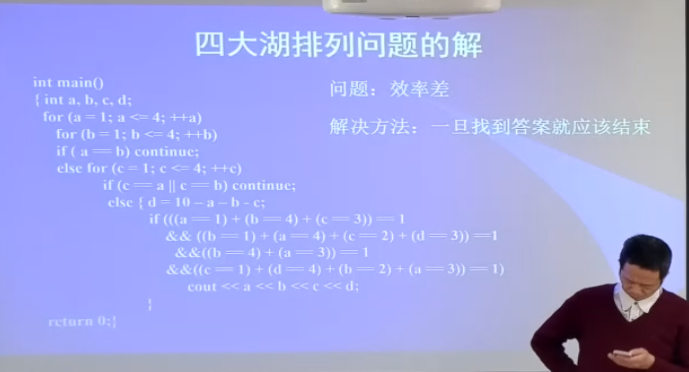 四大湖排列问题的解
int main()
{ int a, b, c, d;
for (a = 1; a <= 4; ++a)
for (b = 1; b <= 4; ++b)
if ( a == b) continue;
else for (c = 1; c <= 4; ++c)
if (c == a || c == b) continue;
else { d = 10 – a – b - c;
if (((a == 1) + (b == 4) + (c == 3)) == 1
&& ((b == 1) + (a == 4) + (c == 2) + (d == 3)) ==1
&&((b == 4) + (a == 3)) == 1
&&((c == 1) + (d == 4) + (b == 2) + (a == 3)) == 1)
cout << a << b << c << d;
}
return 0;}
问题：效率差
解决方法：一旦找到答案就应该结束